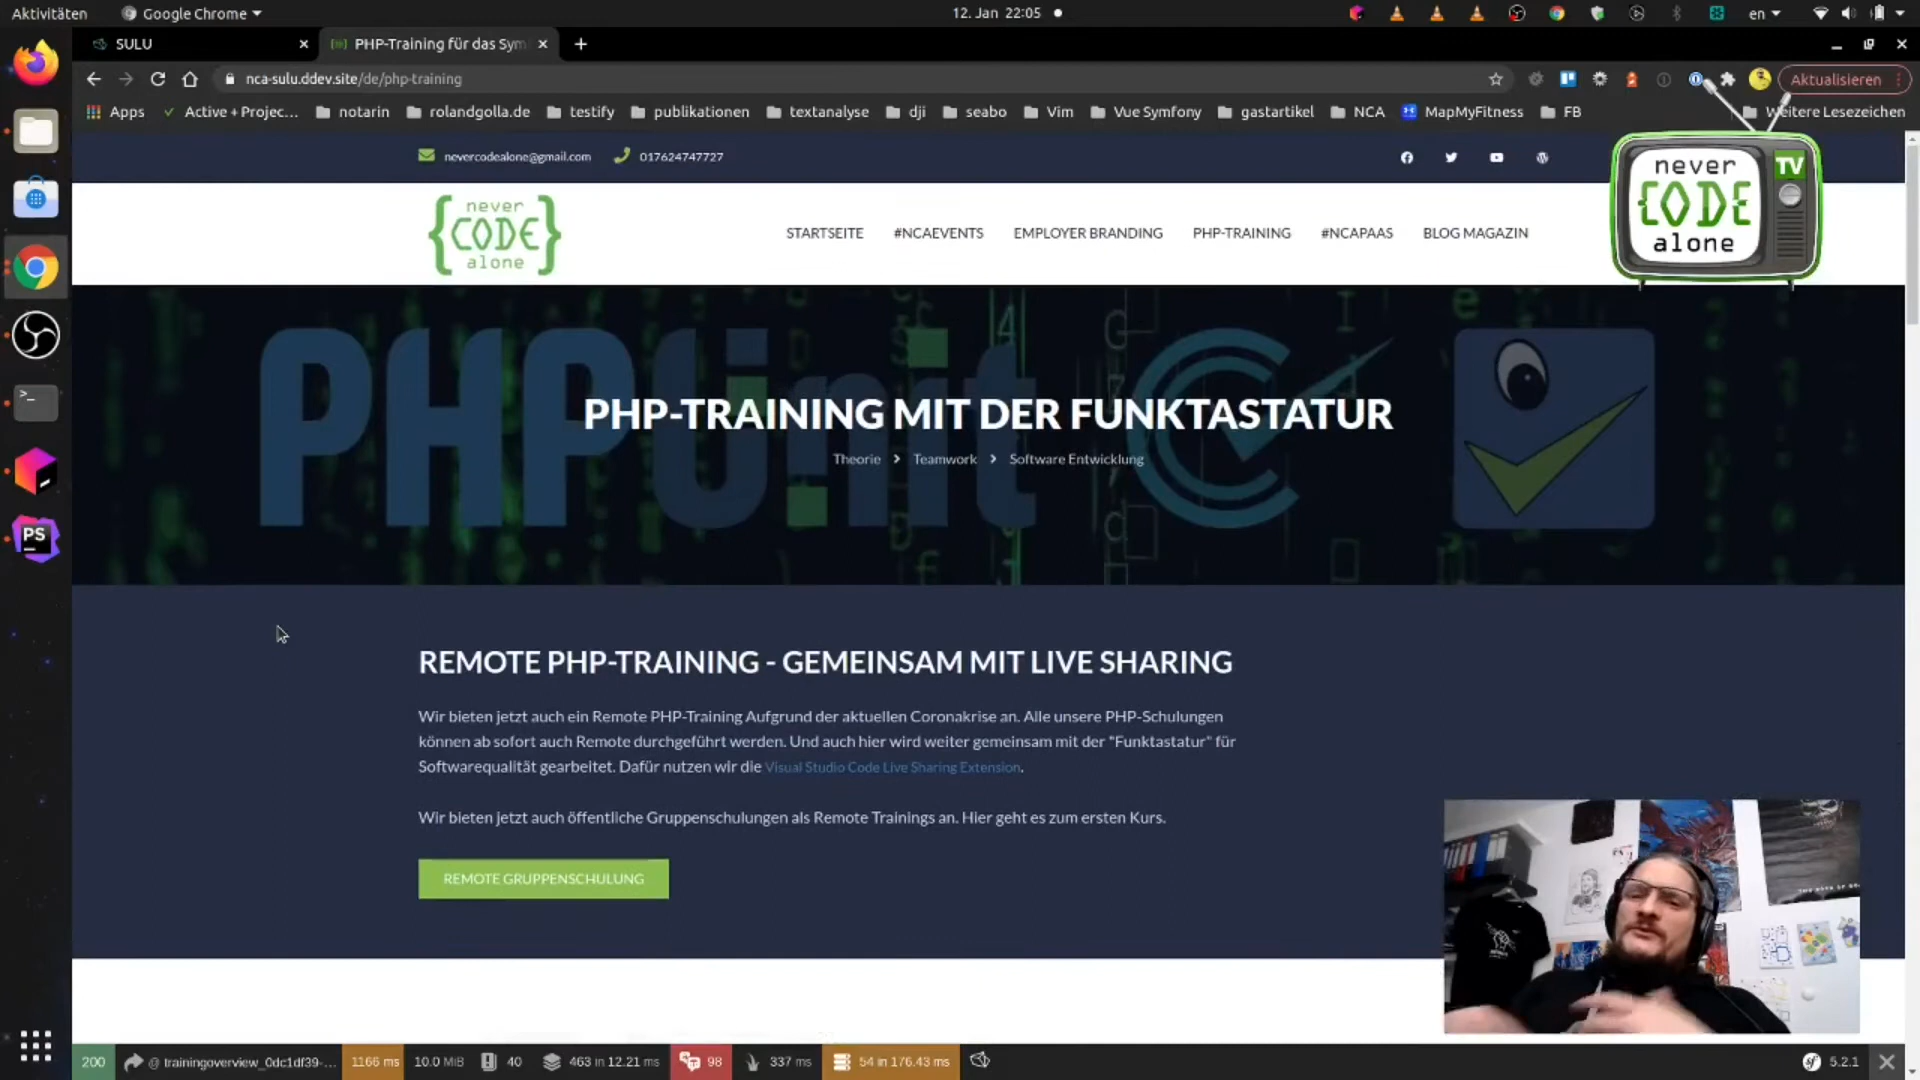 Aktivitäten
Google Chrome
12. Jan 22:05
en
SULU
PHP-Training für das Sym
nca-sulu.ddev.site/de/php-training
Aktualisieren
Apps
Active + Projec...
notarin
rolandgolla.de
testify
publikationen
textanalyse
dji
seabo
Vim
Vue Symfony
gastartikel
NCA
MapMyFitness
FB
Weitere Lesezeichen
nevercodealone@gmail.com
017624747727
never
CODE
alone
STARTSEITE
#NCAEVENTS
EMPLOYER BRANDING
PHP-TRAINING
#NCAPAAS
BLOG MAGAZIN
never
CODE
alone
TV
PHPUnit
PHP-TRAINING MIT DER FUNKTASTATUR
Theorie > Teamwork > Software Entwicklung
REMOTE PHP-TRAINING - GEMEINSAM MIT LIVE SHARING
Wir bieten jetzt auch ein Remote PHP-Training Aufgrund der aktuellen Coronakrise an. Alle unsere PHP-Schulungen
können ab sofort auch Remote durchgeführt werden. Und auch hier wird weiter gemeinsam mit der "Funktastatur" für
Softwarequalität gearbeitet. Dafür nutzen wir die Visual Studio Code Live Sharing Extension.
Wir bieten jetzt auch öffentliche Gruppenschulungen als Remote Trainings an. Hier geht es zum ersten Kurs.
REMOTE GRUPPENSCHULUNG
PS
200
@ trainingoverview_0dc1df39-...
1166 ms
10.0 MiB
40
463 in 12.21 ms
98
337 ms
54 in 176.43 ms
5.2.1